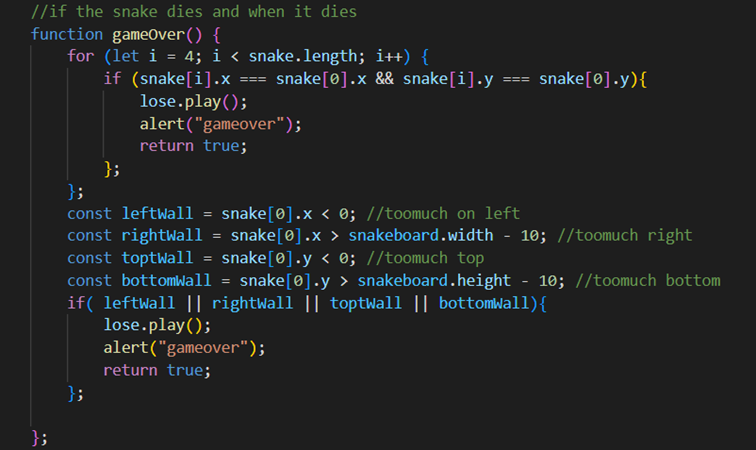 //if the snake dies and when it dies
function gameOver() {
    for (let i = 4; i < snake.length; i++) {
        if (snake[i].x === snake[0].x && snake[i].y === snake[0].y){
            lose.play();
            alert("gameover");
            return true;
        };
    };
    const leftWall = snake[0].x < 0; //toomuch on left
    const rightWall = snake[0].x > snakeboard.width - 10; //toomuch right
    const toptWall = snake[0].y < 0; //toomuch top
    const bottomWall = snake[0].y > snakeboard.height - 10; //toomuch bottom
    if( leftWall || rightWall || toptWall || bottomWall){
        lose.play();
        alert("gameover");
        return true;
    };

};